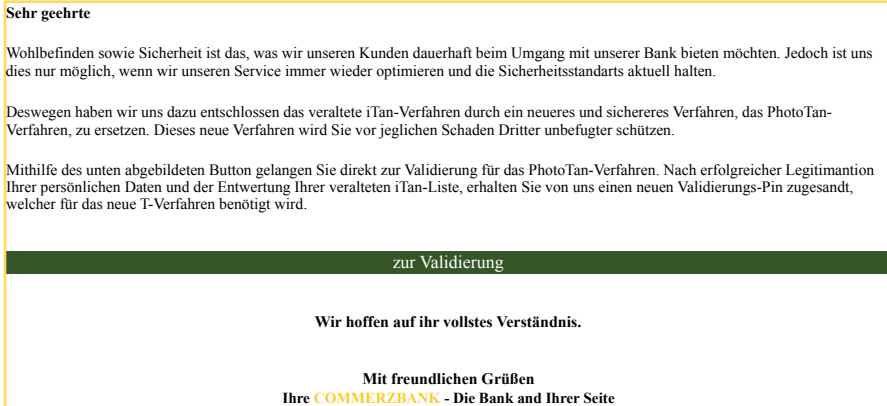 Sehr geehrte
Wohlbefinden sowie Sicherheit ist das, was wir unseren Kunden dauerhaft beim Umgang mit unserer Bank bieten möchten. Jedoch ist uns
dies nur möglich, wenn wir unseren Service immer wieder optimieren und die Sicherheitsstandarts aktuell halten.
Deswegen haben wir uns dazu entschlossen das veraltete iTan-Verfahren durch ein neueres und sichereres Verfahren, das PhotoTan-
Verfahren, zu ersetzen. Dieses neue Verfahren wird Sie vor jeglichen Schaden Dritter unbefugter schützen.
Mithilfe des unten abgebildeten Button gelangen Sie direkt zur Validierung für das PhotoTan-Verfahren. Nach erfolgreicher Legitimantion
Ihrer persönlichen Daten und der Entwertung Ihrer veralteten iTan-Liste, erhalten Sie von uns einen neuen Validierungs-Pin zugesandt,
welcher für das neue T-Verfahren benötigt wird.
zur Validierung
Wir hoffen auf ihr vollstes Verständnis.
Mit freundlichen Grüßen
Ihre COMMERZBANK - Die Bank and Ihrer Seite